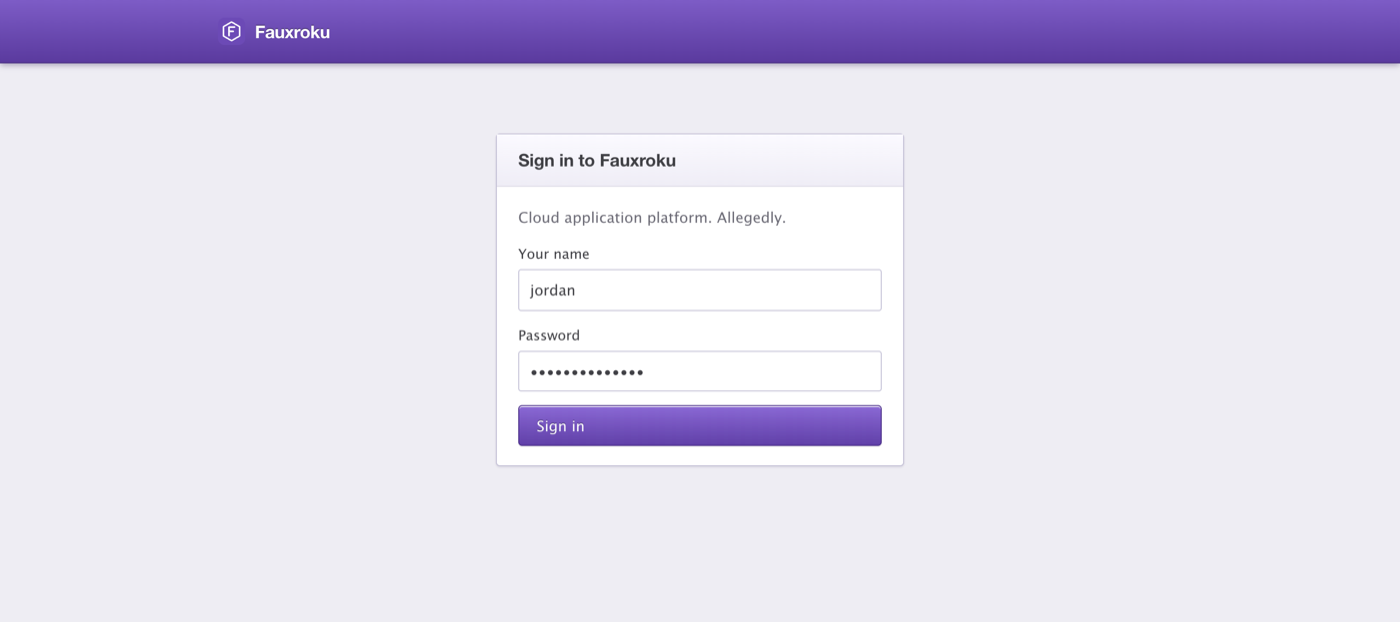 Fauxroku
Sign in to Fauxroku
Cloud application platform. Allegedly.
Your name
jordan
Password
••••••••••••••
Sign in